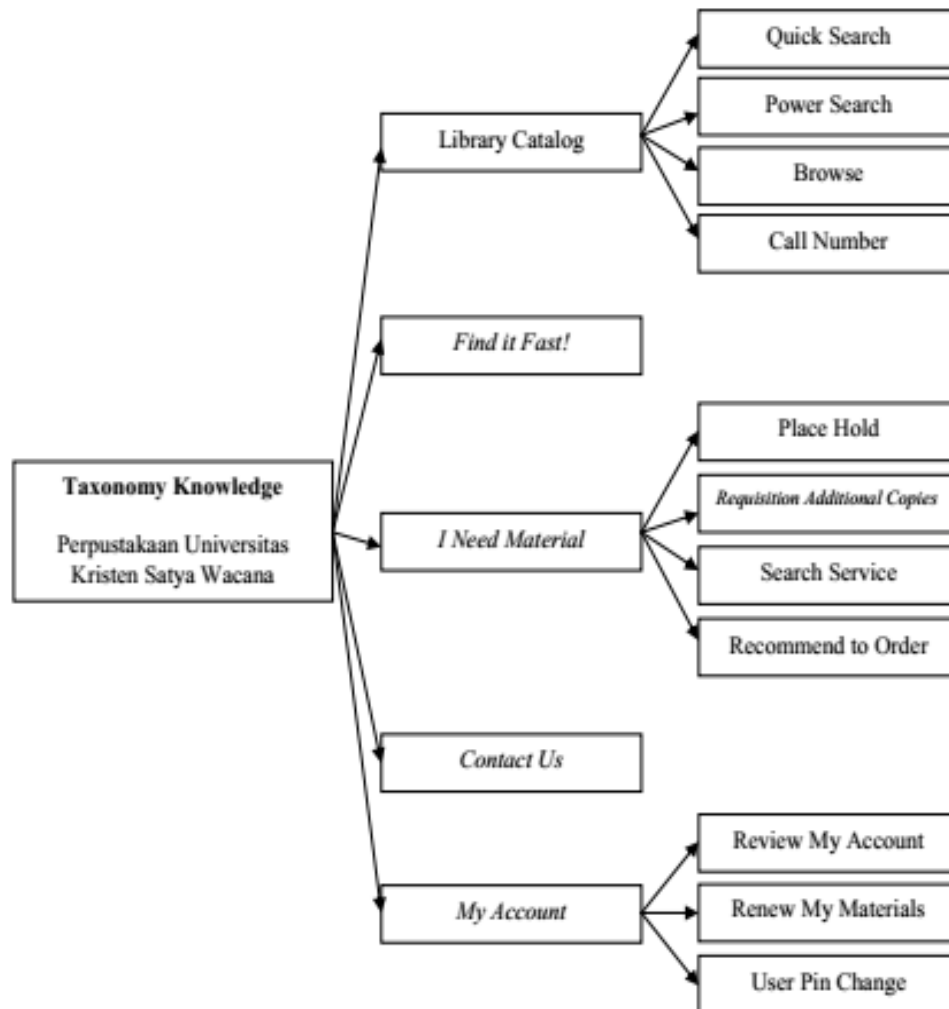 Taxonomy Knowledge
Perpustakaan Universitas
Kristen Satya Wacana
Library Catalog
Quick Search
Power Search
Browse
Call Number
Find it Fast!
I Need Material
Place Hold
Requisition Additional Copies
Search Service
Recommend to Order
Contact Us
My Account
Review My Account
Renew My Materials
User Pin Change